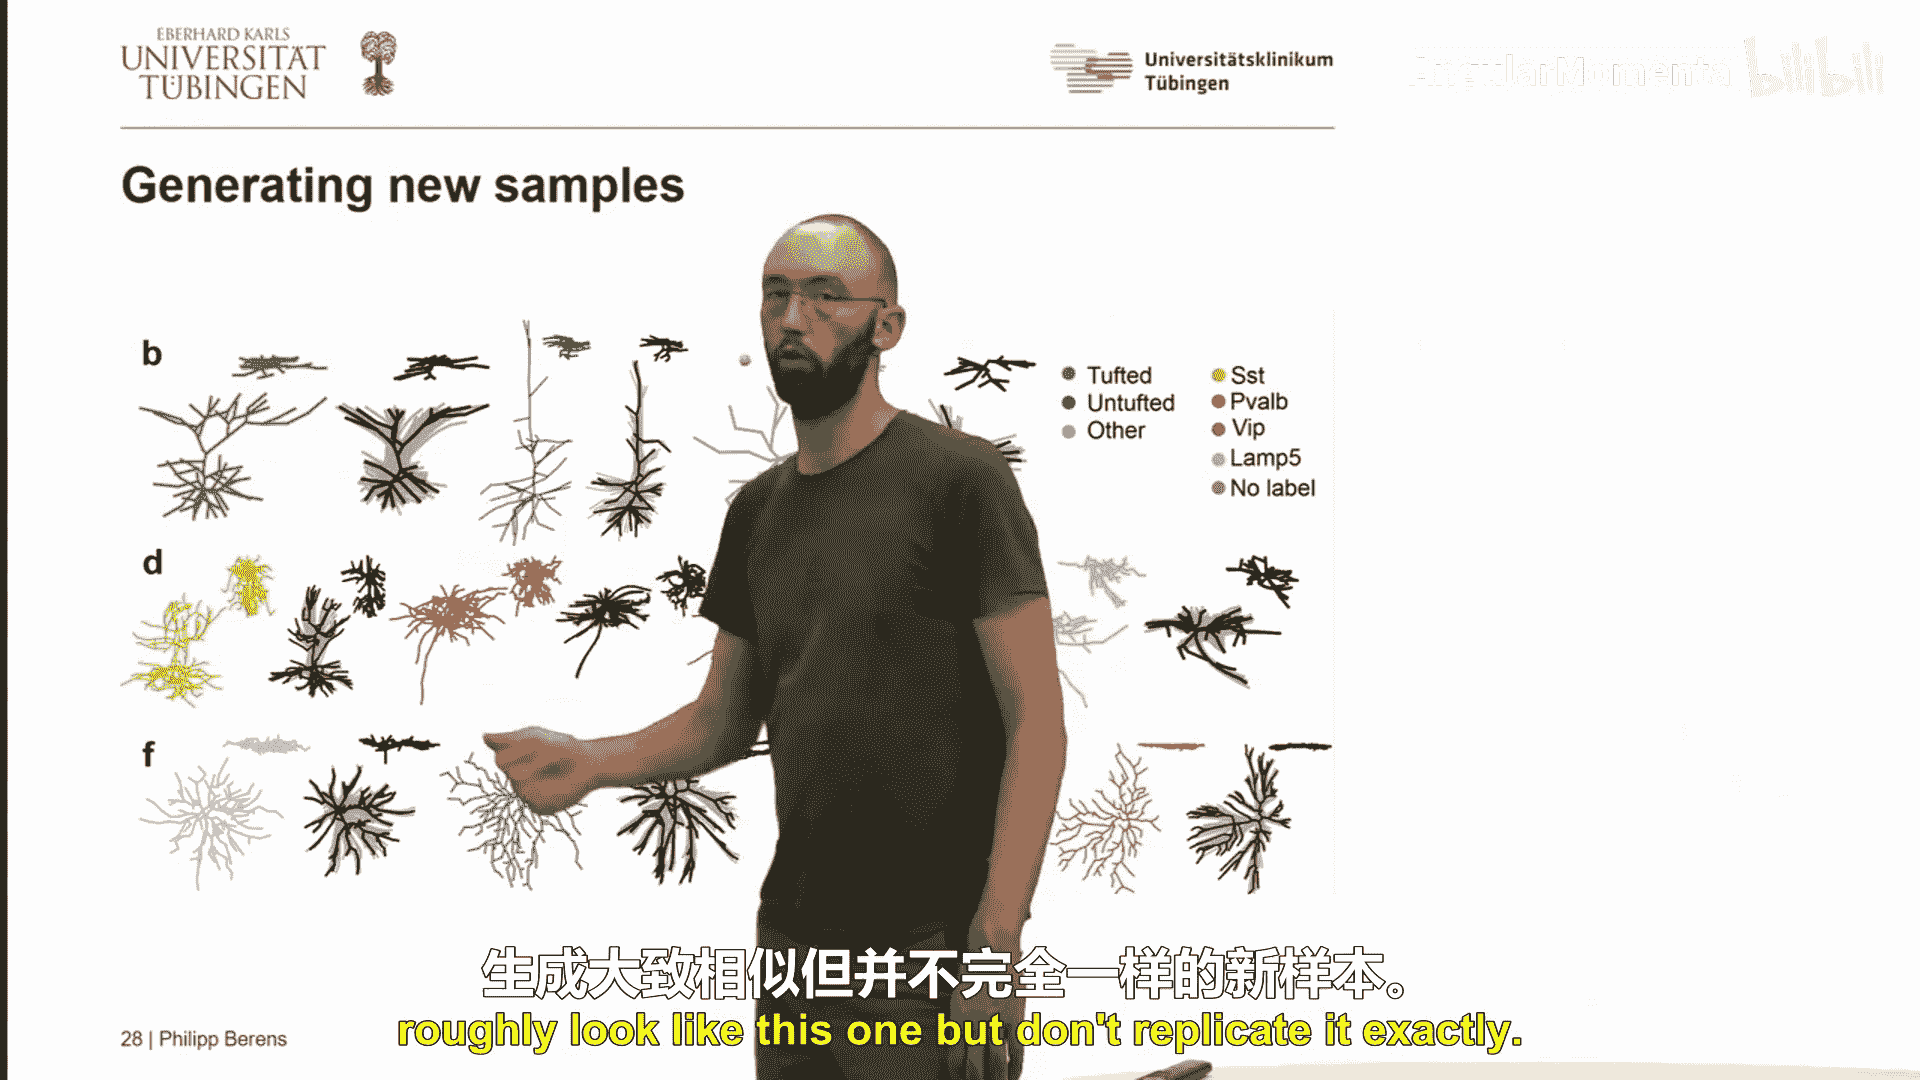 EBERHARD KARLS
UNIVERSITÄT
TÜBINGEN
Universitätsklinikum
Tübingen
AngularMomenta bilibili
Generating new samples
b
Tufted
Untufted
Other
Sst
Pvalb
Vip
Lamp5
No label
d
f
生成大致相似但并不完全一样的新样本。
roughly look like this one but don't replicate it exactly.
28 | Philipp Berens